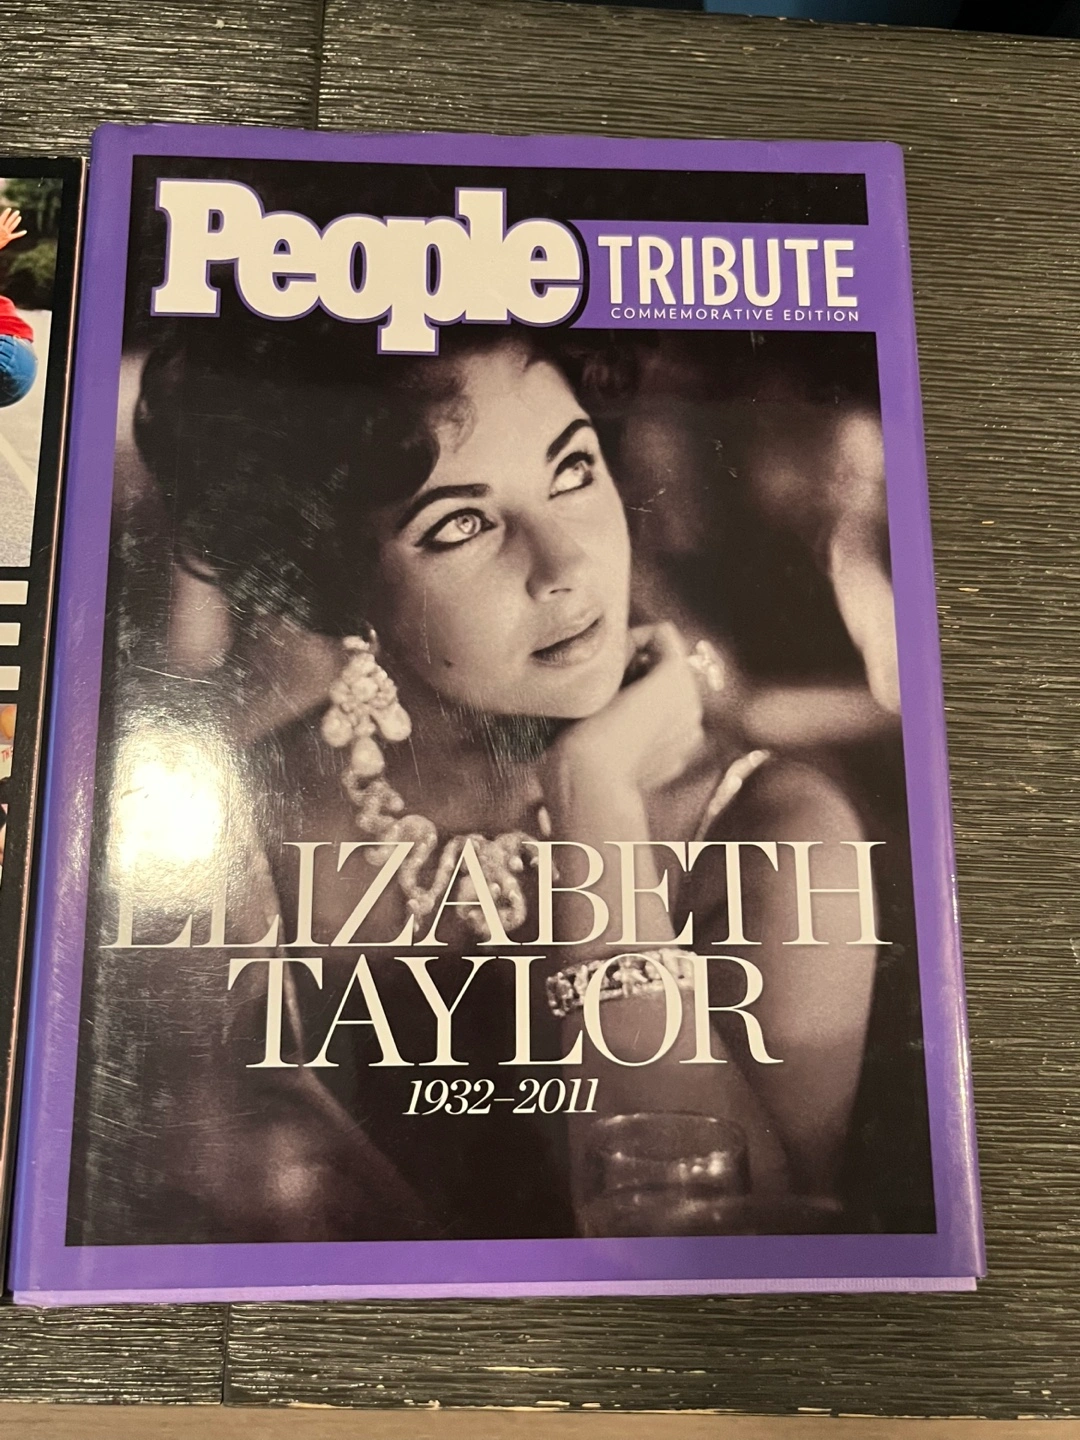 People
TRIBUTE
COMMEMORATIVE EDITION
ELIZABETH
TAYLOR
1932–2011